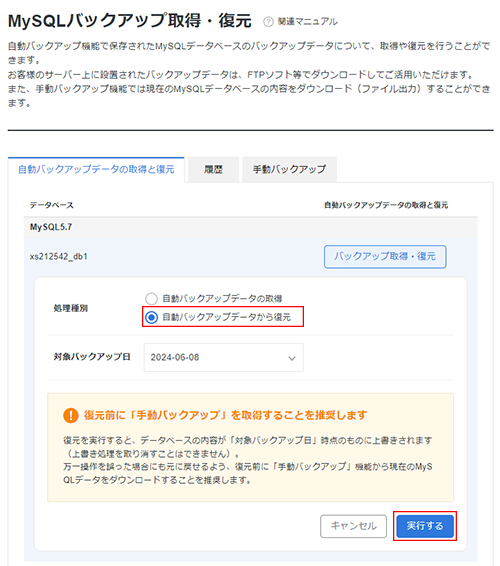 MySQLバックアップ取得・復元 ? 関連マニュアル
自動バックアップ機能で保存されたMySQLデータベースのバックアップデータについて、取得や復元を行うことがで
きます。
お客様のサーバー上に設置されたバックアップデータは、FTPソフト等でダウンロードしてご活用いただけます。
また、手動バックアップ機能では現在のMySQLデータベースの内容をダウンロード（ファイル出力）することができ
ます。
自動バックアップデータの取得と復元 履歴 手動バックアップ
データベース 自動バックアップデータの取得と復元
MySQL5.7
xs212542_db1 バックアップ取得・復元
処理種別
自動バックアップデータの取得
自動バックアップデータから復元
対象バックアップ日 2024-06-08
! 復元前に「手動バックアップ」を取得することを推奨します
復元を実行すると、データベースの内容が「対象バックアップ日」時点のものに上書きされます
（上書き処理を取り消すことはできません）。
万一操作を誤った場合にも元に戻せるよう、復元前に「手動バックアップ」機能から現在のMyS
QLデータをダウンロードすることを推奨します。
キャンセル 実行する